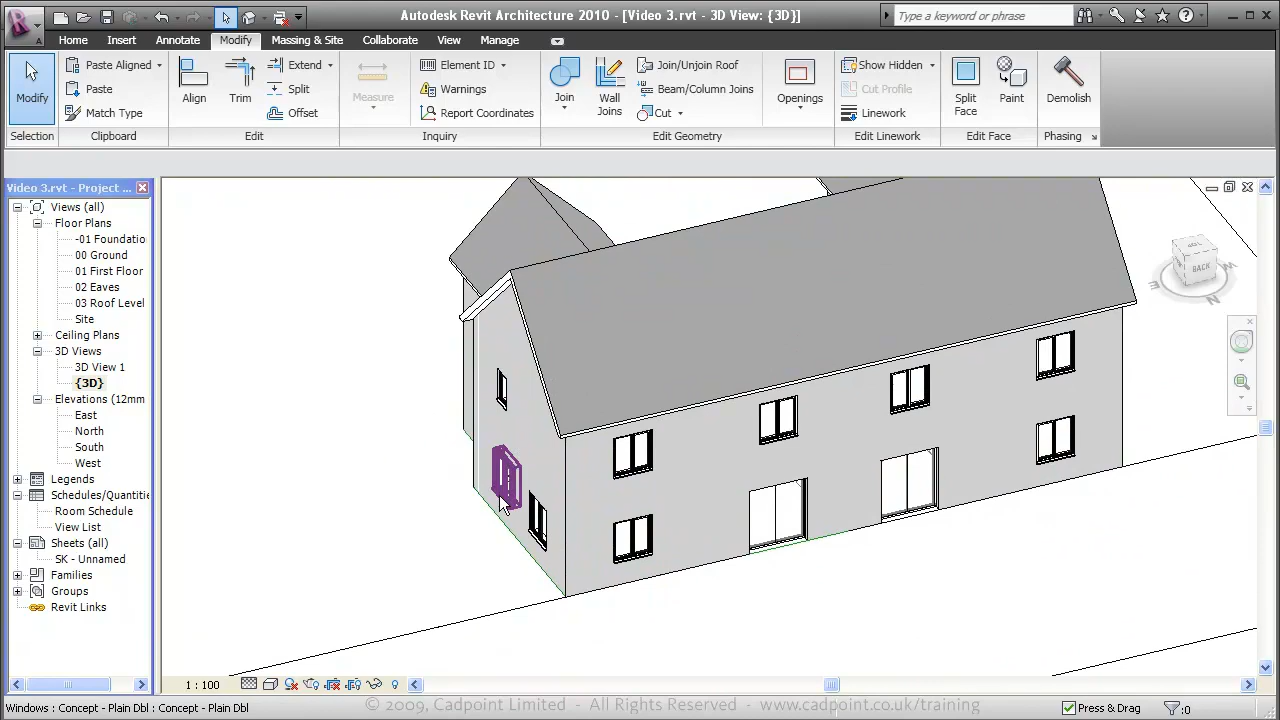 Autodesk Revit Architecture 2010 - [Video 3.rvt - 3D View: {3D}]
Type a keyword or phrase
Home Insert Annotate Modify Massing & Site Collaborate View Manage
Paste Aligned Extend Element ID Join/Unjoin Roof Show Hidden
Paste Split Warnings Beam/Column Joins Cut Profile
Match Type Offset Report Coordinates Cut Linework
Modify Align Trim Measure Join Wall Joins Openings Split Face Paint Demolish
Selection Clipboard Edit Inquiry Edit Geometry Edit Linework Edit Face Phasing
Video 3.rvt - Project ...
Views (all)
Floor Plans
-01 Foundatio
00 Ground
01 First Floor
02 Eaves
03 Roof Level
Site
Ceiling Plans
3D Views
3D View 1
{3D}
Elevations (12mm
East
North
South
West
Legends
Schedules/Quantitie
Room Schedule
View List
Sheets (all)
SK - Unnamed
Families
Groups
Revit Links
TOP
BACK
E
N
W
1 : 100
Windows : Concept - Plain Dbl : Concept - Plain Dbl
© 2009, Cadpoint Limited - All Rights Reserved - www.cadpoint.co.uk/training
Press & Drag
:0